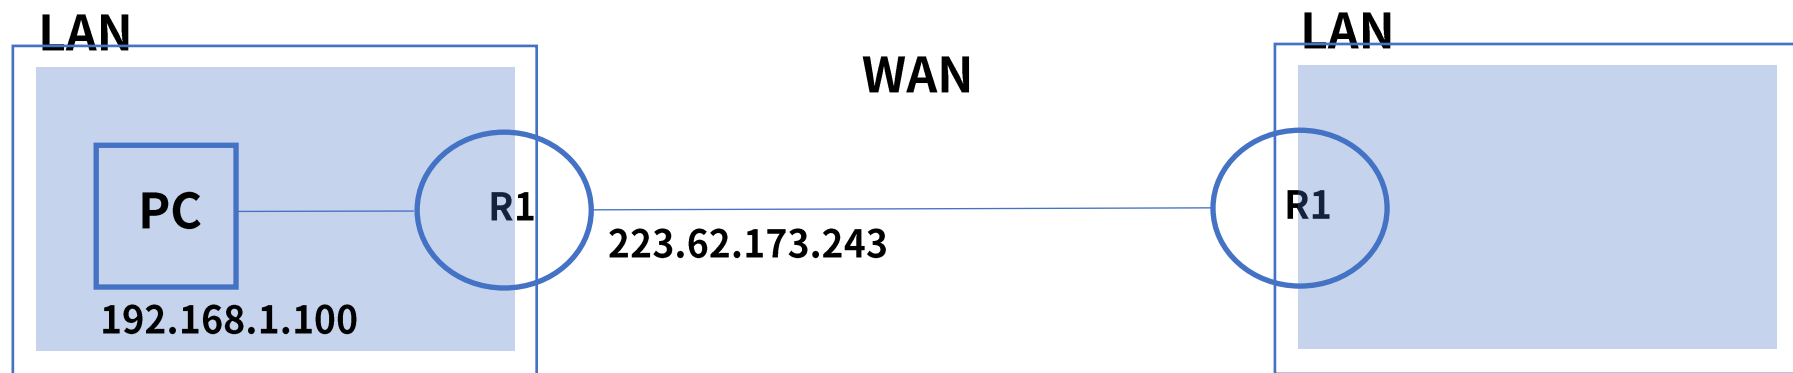 LAN
LAN
WAN
PC
R1
R1
223.62.173.243
192.168.1.100